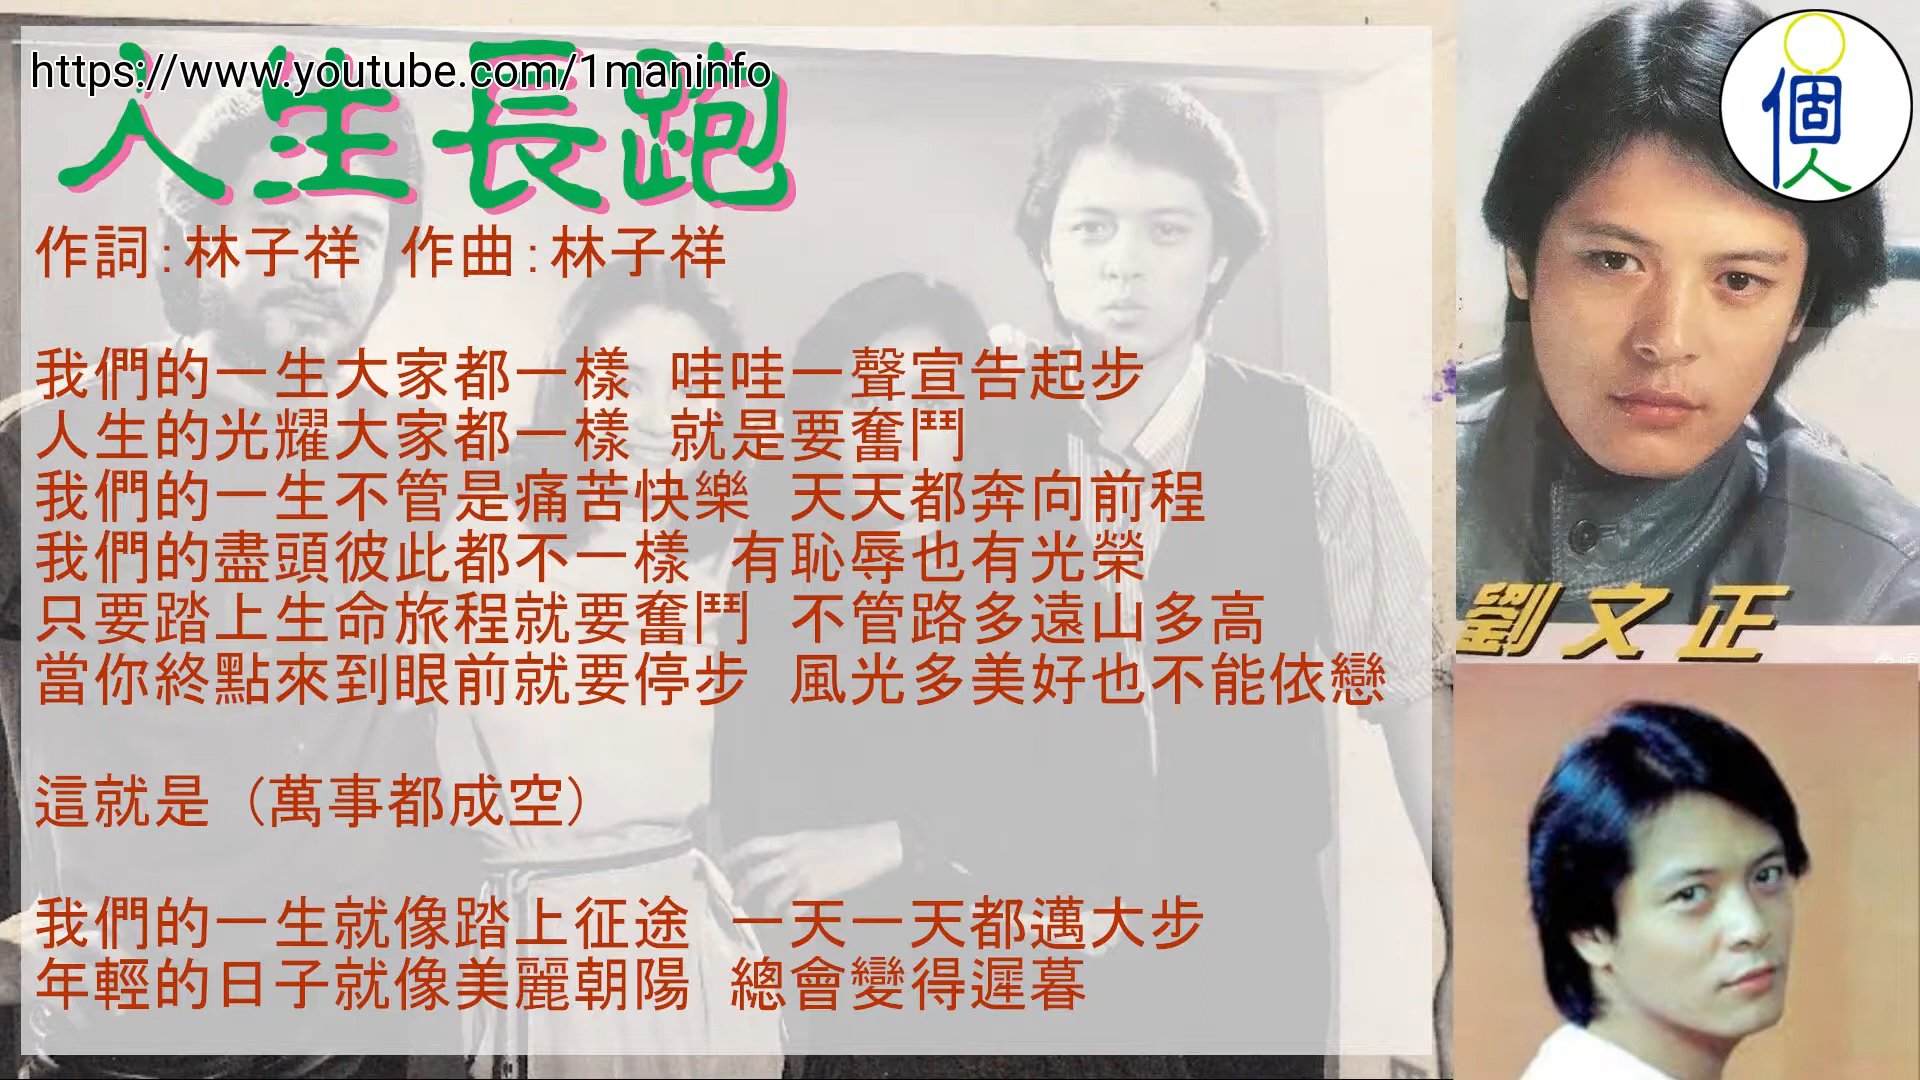 https://www.youtube.com/1maninfo
人生長跑
作詞:林子祥 作曲:林子祥
我們的一生大家都一樣 哇哇一聲宣告起步
人生的光耀大家都一樣 就是要奮鬥
我們的一生不管是痛苦快樂 天天都奔向前程
我們的盡頭彼此都不一樣 有恥辱也有光榮
只要踏上生命旅程就要奮鬥 不管路多遠山多高
當你終點來到眼前就要停步 風光多美好也不能依戀
這就是 (萬事都成空)
我們的一生就像踏上征途 一天一天都邁大步
年輕的日子就像美麗朝陽 總會變得遲暮
個人
劉文正